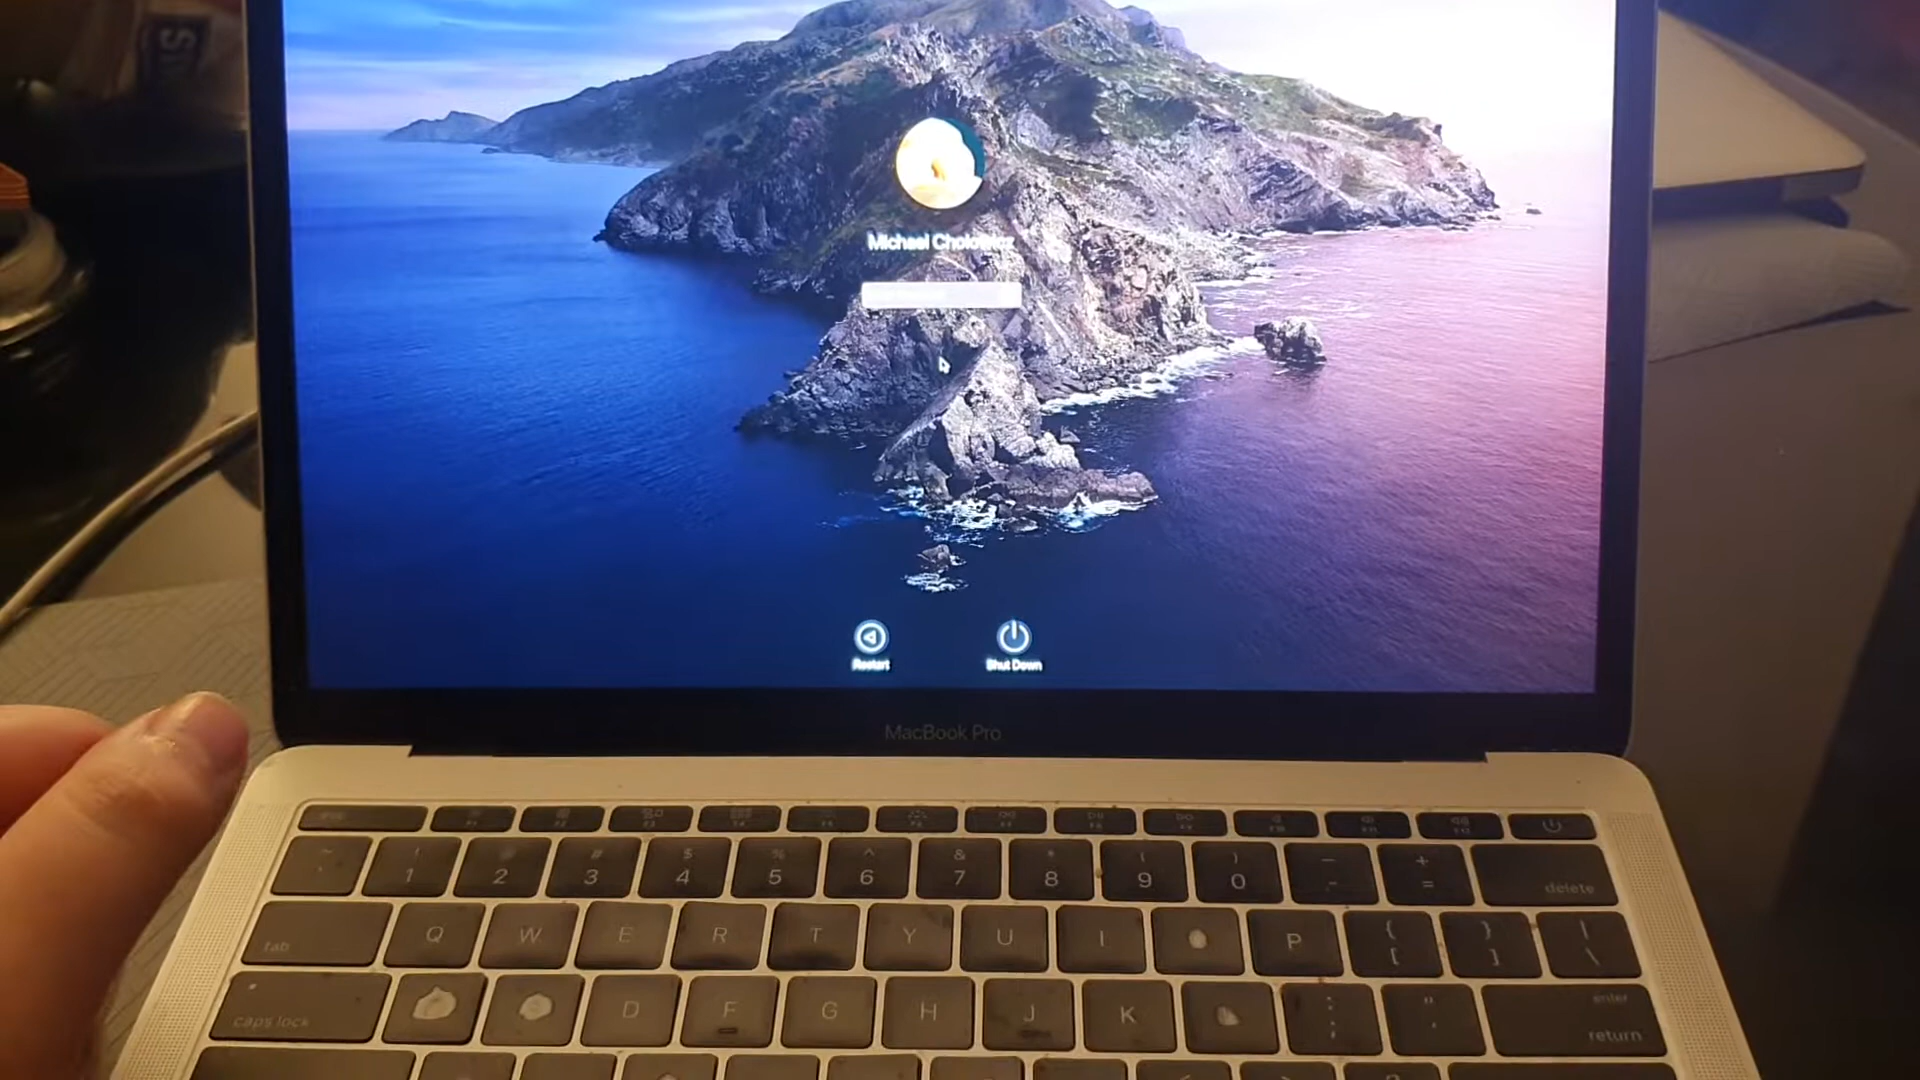 Michael
Restart
Shut Down
MacBook Pro
! @ # $ % ^ & * ( ) _ +
1 2 3 4 5 6 7 8 9 0 - = delete
tab Q W E R T Y U I P { [ } ] | \
caps lock D F G H J K : ; " ' enter return